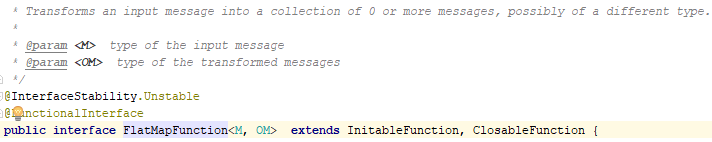 * Transforms an input message into a collection of 0 or more messages, possibly of a different type.
*
* @param <M> type of the input message
* @param <OM> type of the transformed messages
*/
@InterfaceStability.Unstable
@FunctionalInterface
public interface FlatMapFunction<M, OM>  extends InitableFunction, ClosableFunction {